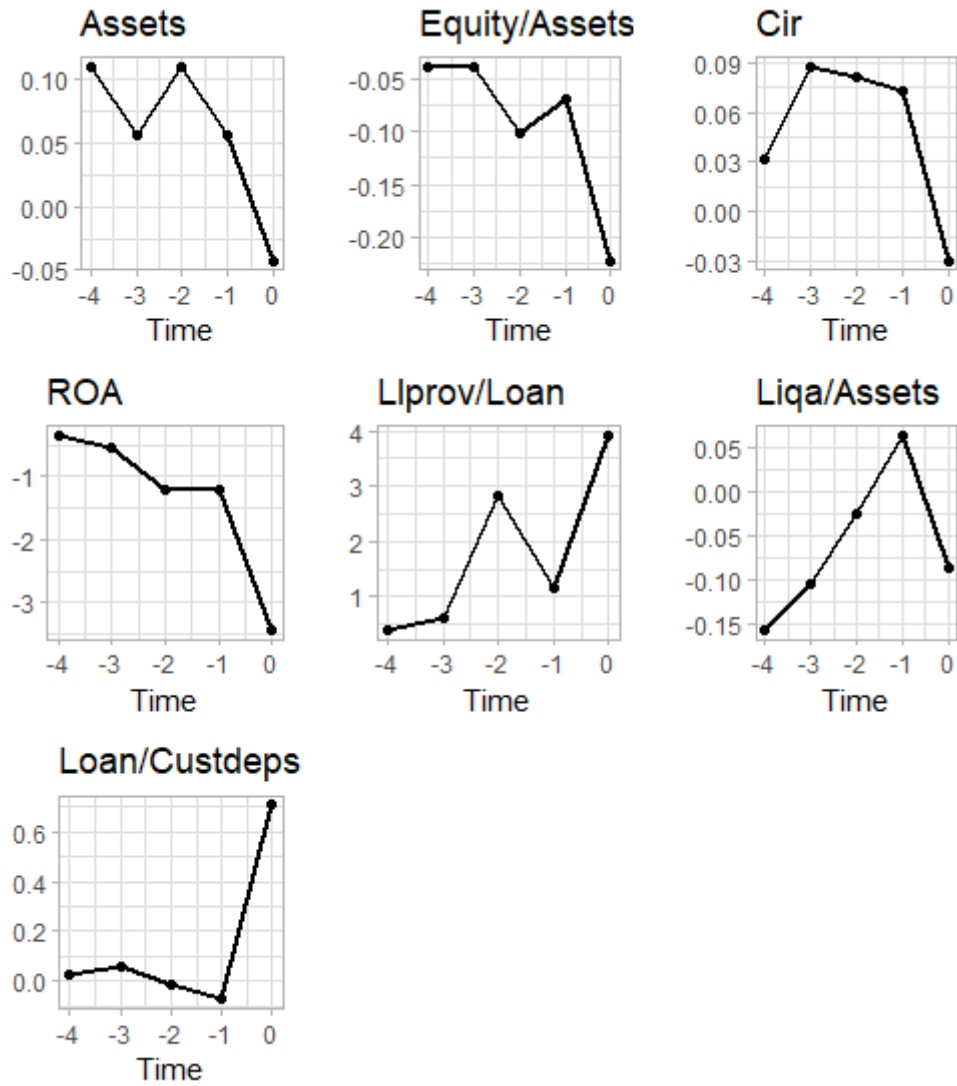 Assets
0.10
0.05
0.00
-0.05
-4 -3 -2 -1 0
Time
Equity/Assets
-0.05
-0.10
-0.15
-0.20
-4 -3 -2 -1 0
Time
Cir
0.09
0.06
0.03
0.00
-0.03
-4 -3 -2 -1 0
Time
ROA
-1
-2
-3
-4 -3 -2 -1 0
Time
Llprov/Loan
4
3
2
1
-4 -3 -2 -1 0
Time
Liqa/Assets
0.05
0.00
-0.05
-0.10
-0.15
-4 -3 -2 -1 0
Time
Loan/Custdeps
0.6
0.4
0.2
0.0
-4 -3 -2 -1 0
Time